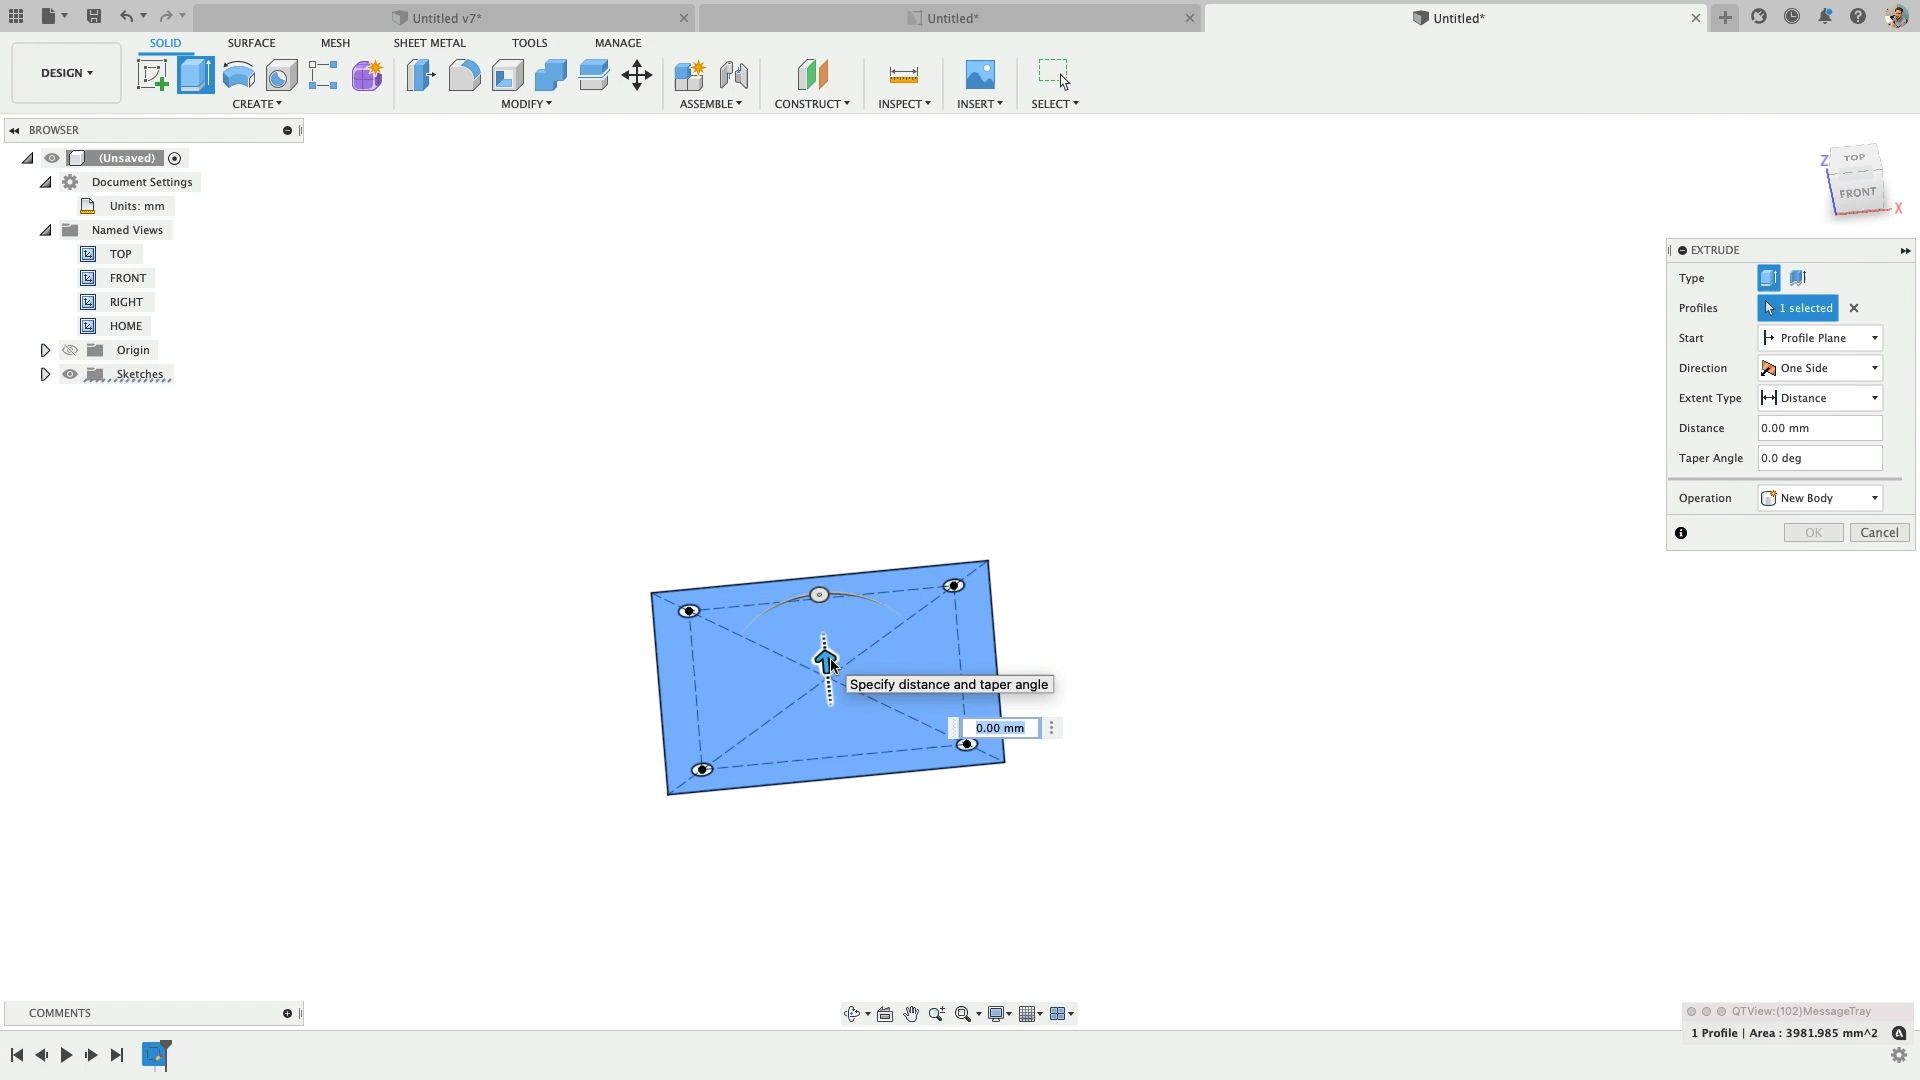 Untitled v7*
Untitled*
Untitled*
DESIGN
SOLID
SURFACE
MESH
SHEET METAL
TOOLS
MANAGE
CREATE
MODIFY
ASSEMBLE
CONSTRUCT
INSPECT
INSERT
SELECT
BROWSER
(Unsaved)
Document Settings
Units: mm
Named Views
TOP
FRONT
RIGHT
HOME
Origin
Sketches
Z
TOP
FRONT
X
EXTRUDE
Type
Profiles 1 selected
Start Profile Plane
Direction One Side
Extent Type Distance
Distance 0.00 mm
Taper Angle 0.0 deg
Operation New Body
OK Cancel
Specify distance and taper angle
0.00 mm
COMMENTS
QTView:(102)MessageTray
1 Profile | Area : 3981.985 mm^2